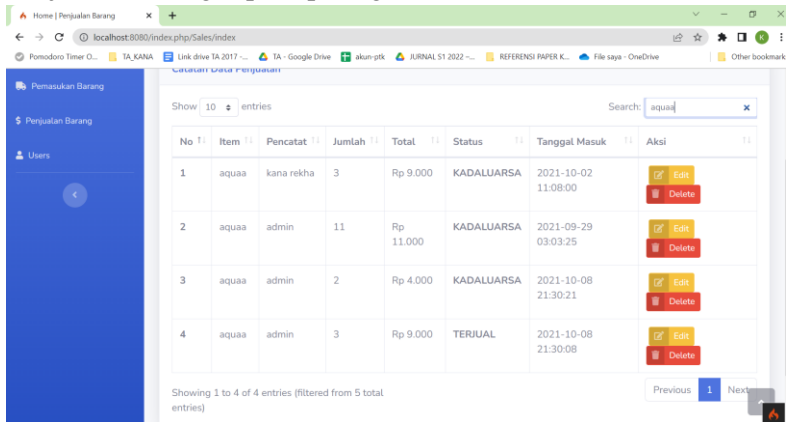 Home | Penjualan Barang
localhost:8080/index.php/Sales/index
Pomodoro Timer O... TA_KANA Link drive TA 2017 -... TA - Google Drive akun-ptk JURNAL S1 2022 -... REFERENSI PAPER K... File saya - OneDrive Other bookmark
Catatan Data Penjualan
Pemasukan Barang
Penjualan Barang
Users
Show 10 entries Search: aquaa
No Item Pencatat Jumlah Total Status Tanggal Masuk Aksi
1 aquaa kana rekha 3 Rp 9.000 KADALUARSA 2021-10-02
11:08:00
Edit
Delete
2 aquaa admin 11 Rp
11.000 KADALUARSA 2021-09-29
03:03:25
Edit
Delete
3 aquaa admin 2 Rp 4.000 KADALUARSA 2021-10-08
21:30:21
Edit
Delete
4 aquaa admin 3 Rp 9.000 TERJUAL 2021-10-08
21:30:08
Edit
Delete
Showing 1 to 4 of 4 entries (filtered from 5 total
entries)
Previous 1 Next